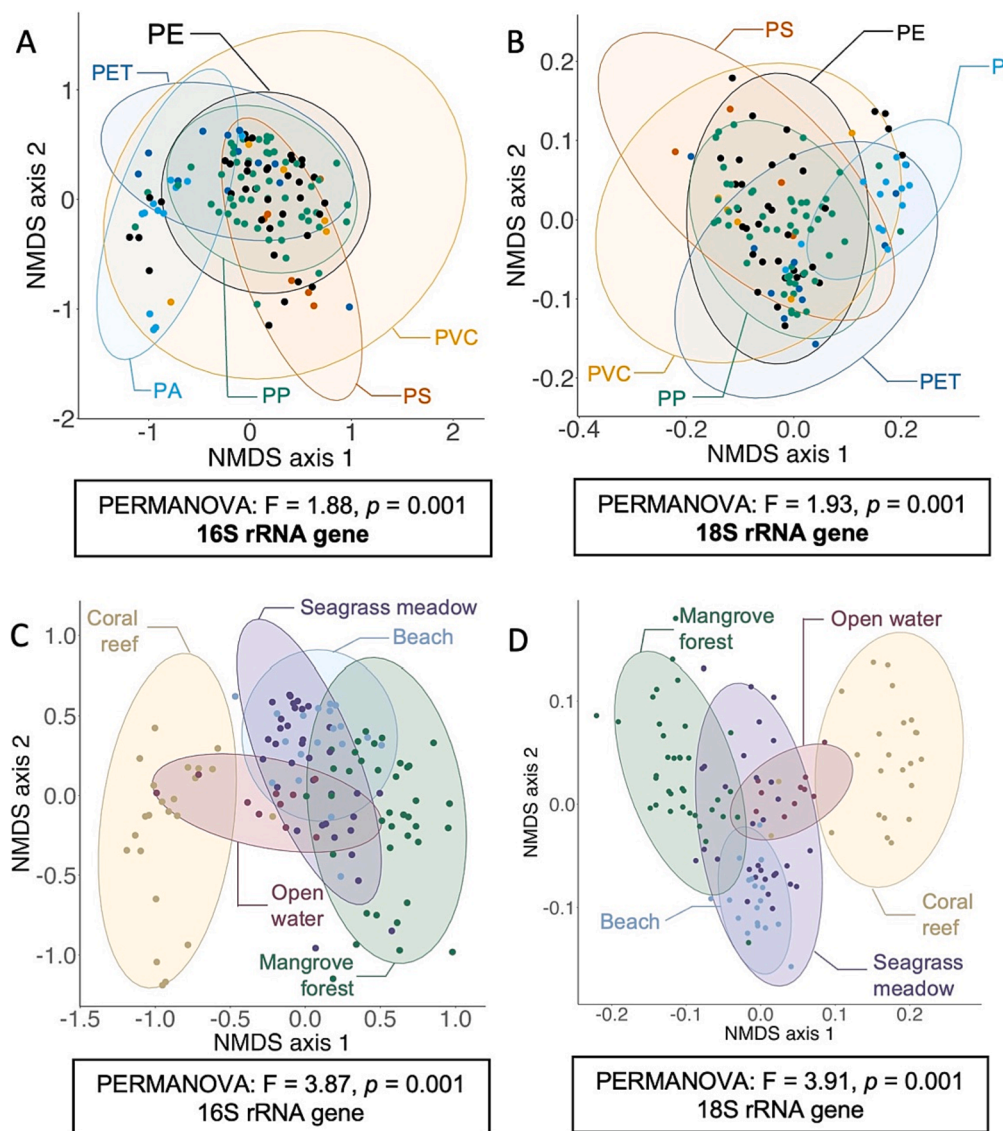 A
PE
PET
PVC
PA
PP
PS
NMDS axis 2
1
0
-1
-2
-1
0
1
2
NMDS axis 1
PERMANOVA: F = 1.88, p = 0.001
16S rRNA gene
B
PS
PE
P
PVC
PP
PET
NMDS axis 2
0.2
0.1
0.0
-0.1
-0.2
-0.4
-0.2
0.0
0.2
NMDS axis 1
PERMANOVA: F = 1.93, p = 0.001
18S rRNA gene
C
Coral
reef
Seagrass meadow
Beach
Open
water
Mangrove
forest
NMDS axis 2
1.0
0.5
0.0
-0.5
-1.0
-1.5
-1.0
-0.5
0.0
0.5
1.0
NMDS axis 1
PERMANOVA: F = 3.87, p = 0.001
16S rRNA gene
D
Mangrove
forest
Open water
Beach
Coral
reef
Seagrass
meadow
NMDS axis 2
0.1
0.0
-0.1
-0.2
-0.1
0.0
0.1
0.2
NMDS axis 1
PERMANOVA: F = 3.91, p = 0.001
18S rRNA gene